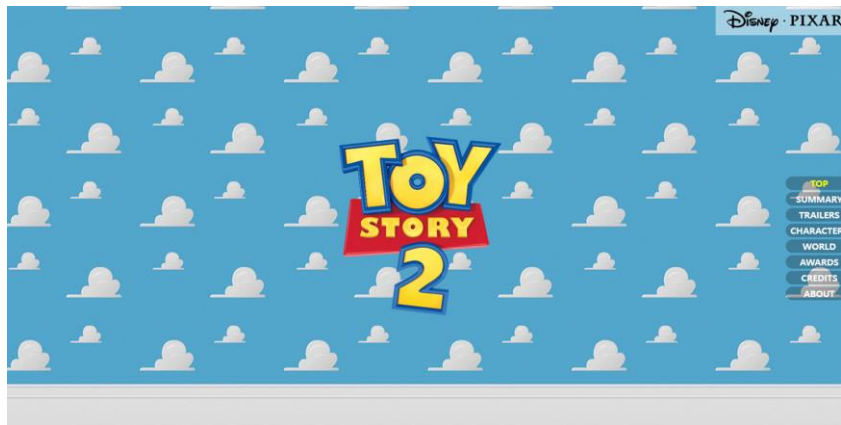 Disney · PIXAR
TOY
STORY
2
TOP
SUMMARY
TRAILERS
CHARACTER
WORLD
AWARDS
CREDITS
ABOUT